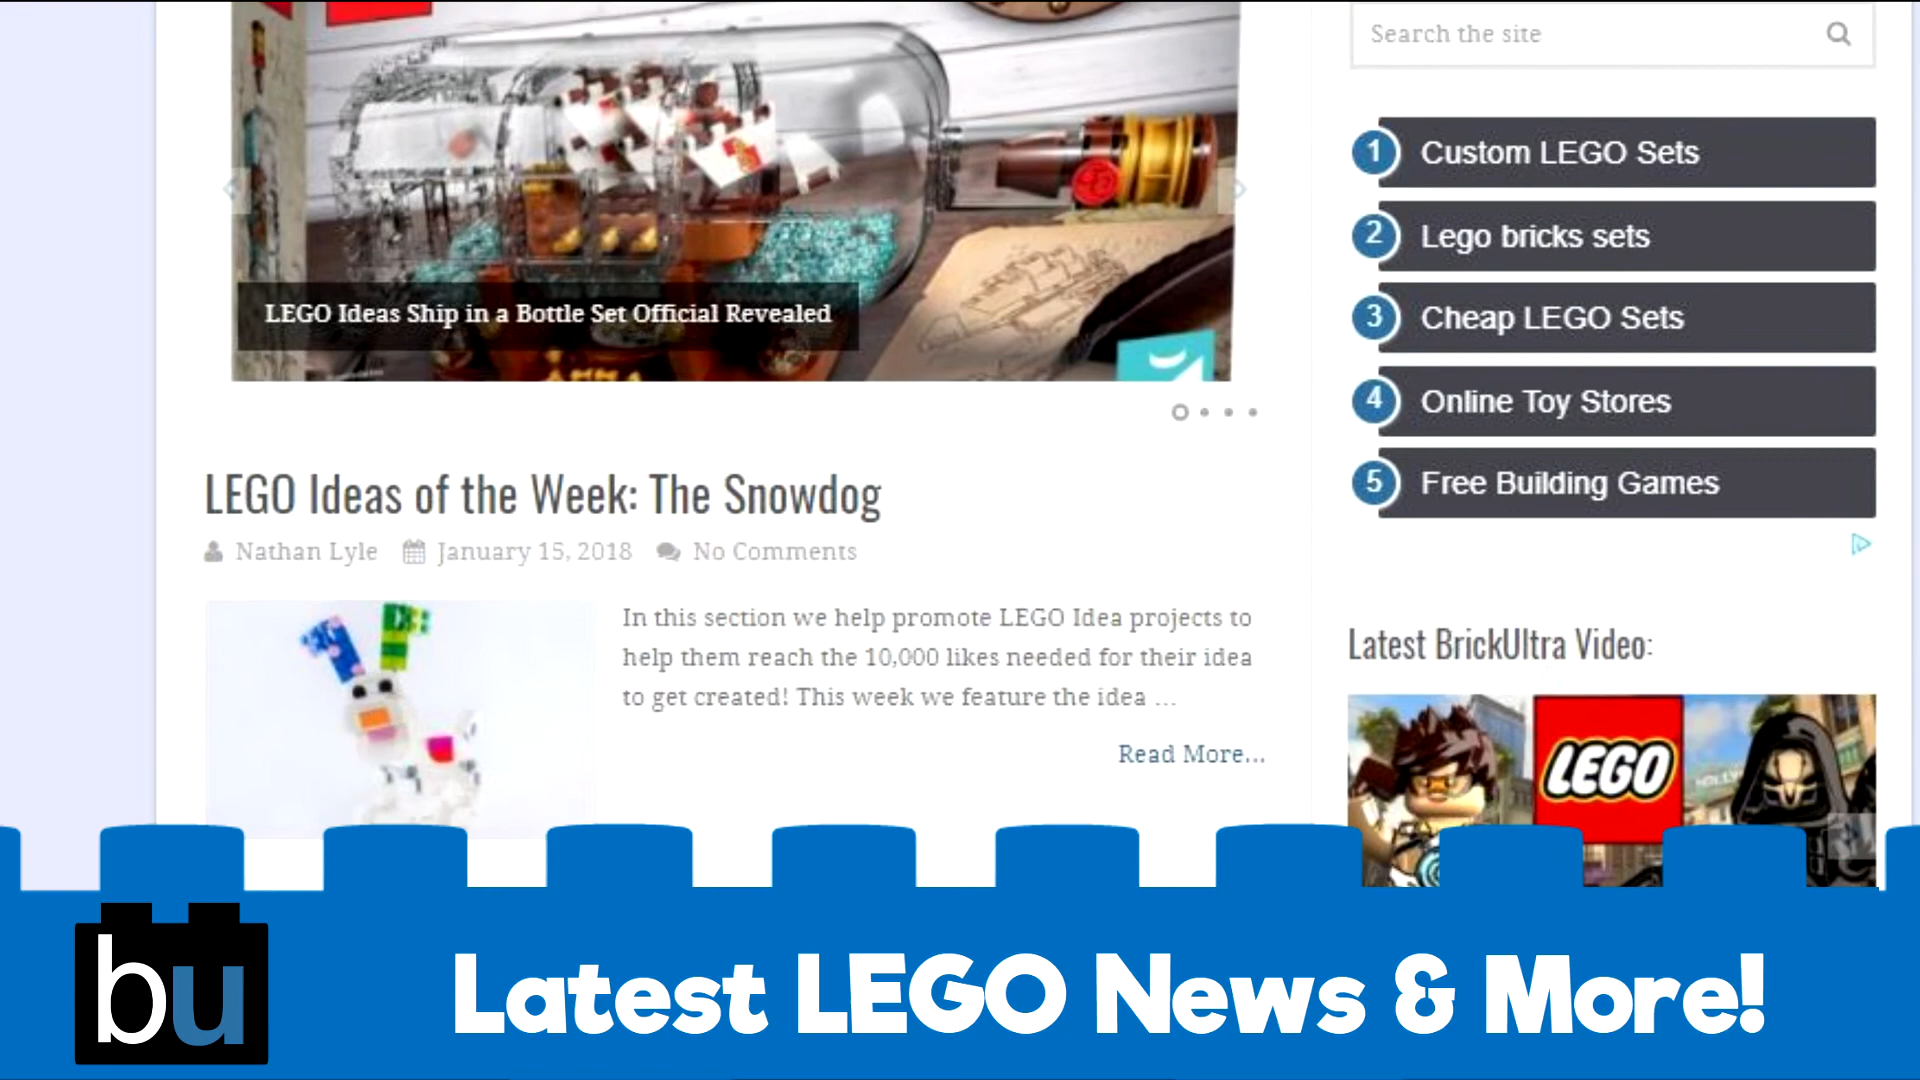 Search the site
1 Custom LEGO Sets
2 Lego bricks sets
3 Cheap LEGO Sets
4 Online Toy Stores
5 Free Building Games
LEGO Ideas Ship in a Bottle Set Official Revealed
LEGO Ideas of the Week: The Snowdog
Nathan Lyle January 15, 2018 No Comments
In this section we help promote LEGO Idea projects to
help them reach the 10,000 likes needed for their idea
to get created! This week we feature the idea ...
Read More...
Latest BrickUltra Video:
LEGO
bu
Latest LEGO News & More!